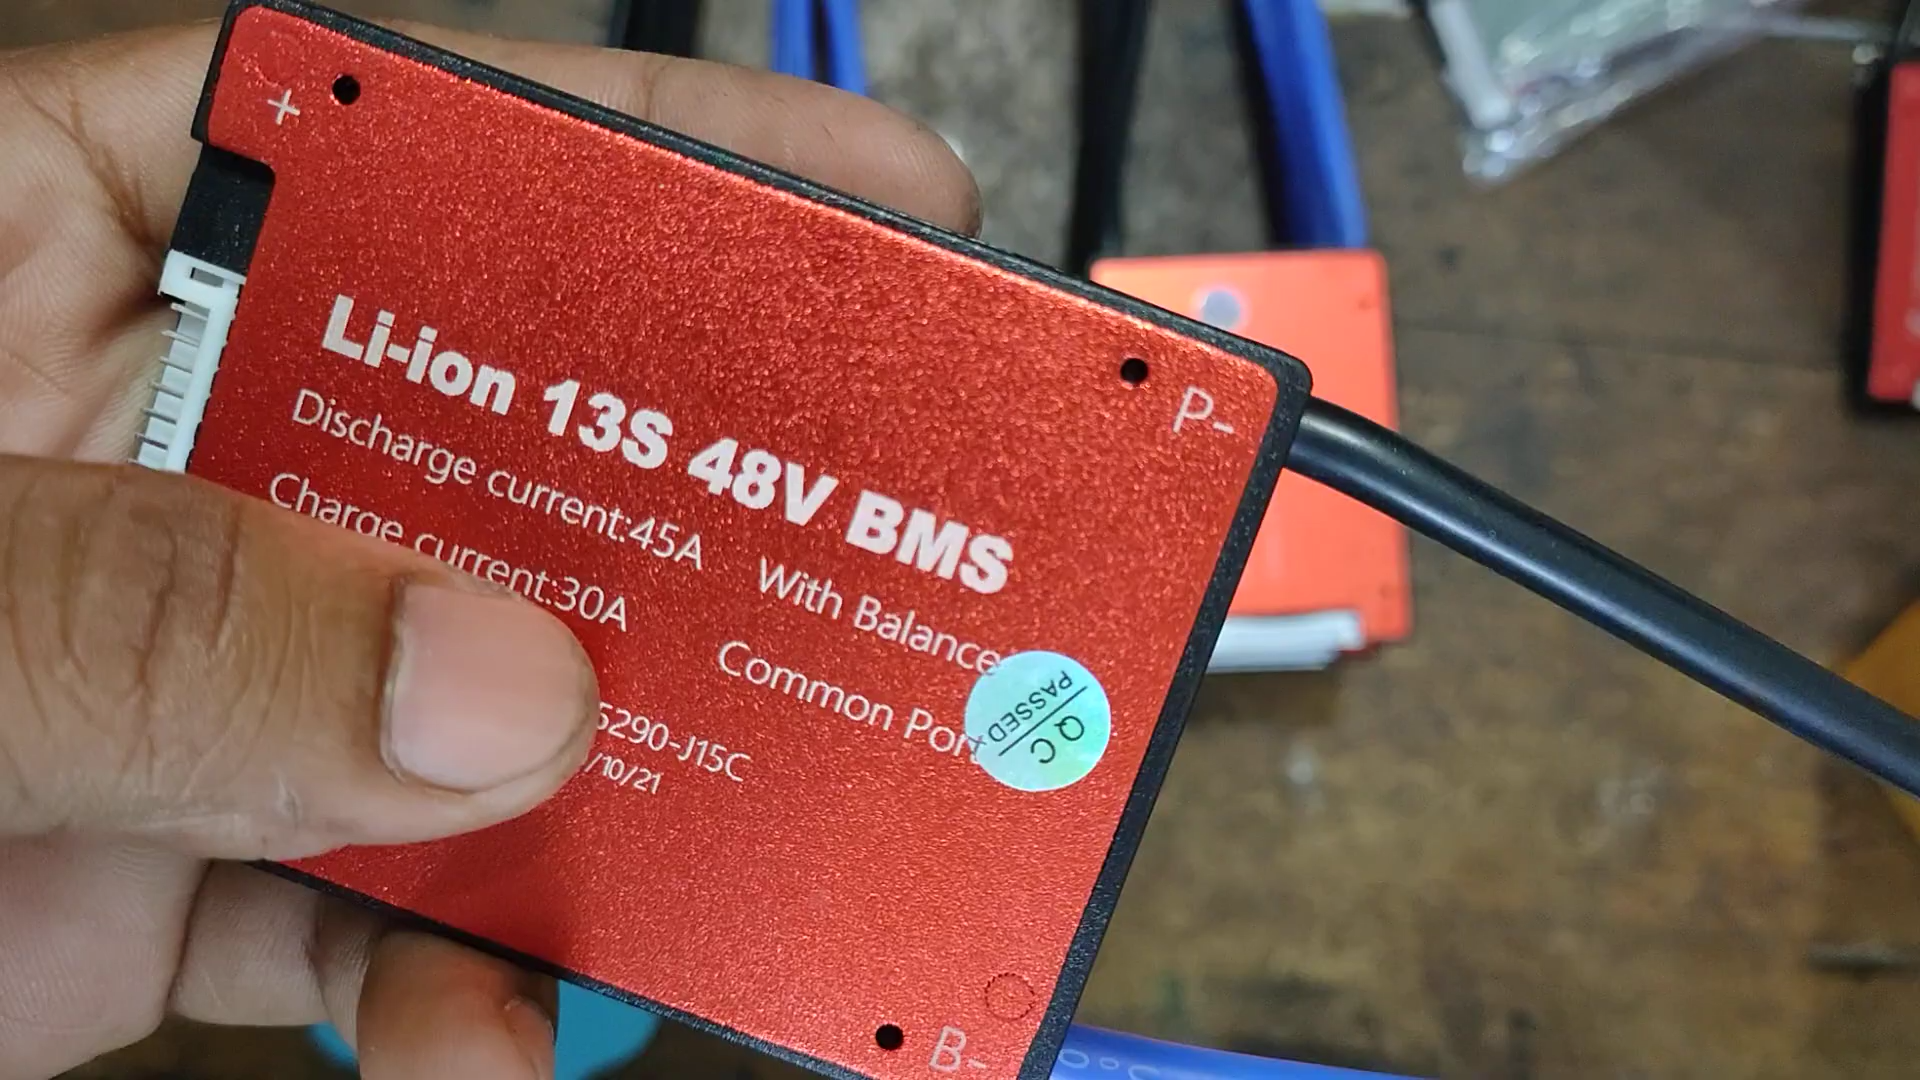 +
P-
Li-ion 13S 48V BMS
Discharge current:45A
With Balance
Charge current:30A
Common Port
5290-J15C
/10/21
QC
PASSED
B-